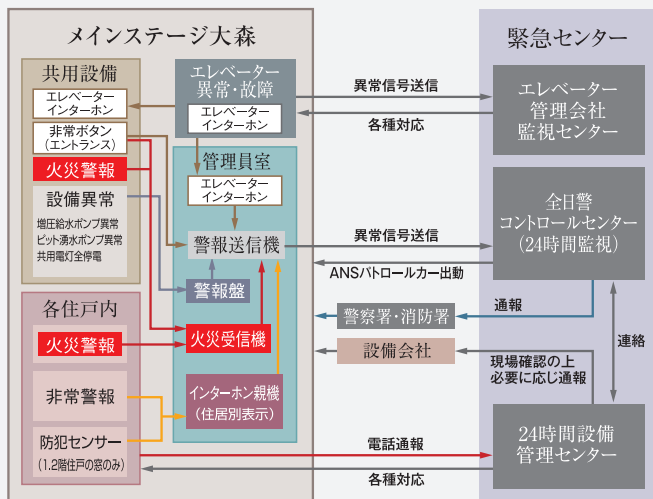 メインステージ大森
共用設備
エレベーター
インターホン
非常ボタン
(エントランス)
火災警報
設備異常
増圧給水ポンプ異常
ピット湧水ポンプ異常
共用電灯全停電
エレベーター
異常・故障
エレベーター
インターホン
管理員室
エレベーター
インターホン
警報送信機
警報盤
火災受信機
インターホン親機
(住居別表示)
各住戸内
火災警報
非常警報
防犯センサー
(1.2階住戸の窓のみ)
異常信号送信
各種対応
異常信号送信
ANSパトロールカー出動
通報
警察署・消防署
設備会社
現場確認の上
必要に応じ通報
連絡
電話通報
各種対応
緊急センター
エレベーター
管理会社
監視センター
全日警
コントロールセンター
(24時間監視)
24時間設備
管理センター